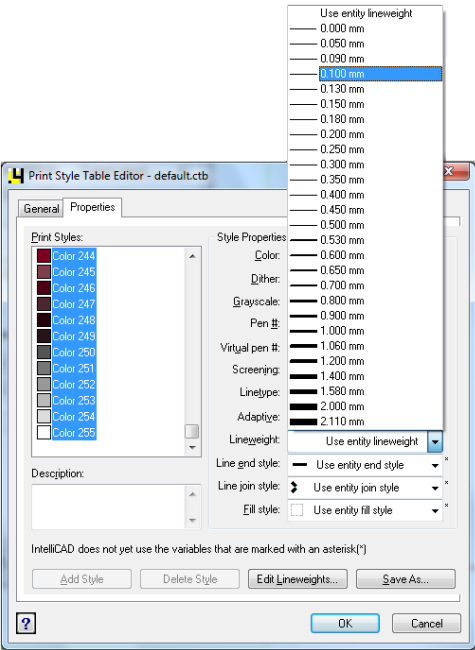 Use entity lineweight
0.000 mm
0.050 mm
0.090 mm
0.100 mm
0.130 mm
0.150 mm
0.180 mm
0.200 mm
0.250 mm
0.300 mm
0.350 mm
0.400 mm
0.450 mm
0.500 mm
0.530 mm
0.600 mm
0.650 mm
0.700 mm
0.800 mm
0.900 mm
1.000 mm
1.060 mm
1.200 mm
1.400 mm
1.580 mm
2.000 mm
2.110 mm
Print Style Table Editor - default.ctb
General Properties
Print Styles:
Color 244
Color 245
Color 246
Color 247
Color 248
Color 249
Color 250
Color 251
Color 252
Color 253
Color 254
Color 255
Description:
Style Properties
Color:
Dither:
Grayscale:
Pen #:
Virtual pen #:
Screening:
Linetype:
Adaptive:
Lineweight: Use entity lineweight
Line end style: Use entity end style *
Line join style: Use entity join style *
Fill style: Use entity fill style *
IntelliCAD does not yet use the variables that are marked with an asterisk(*)
Add Style Delete Style Edit Lineweights... Save As...
? OK Cancel